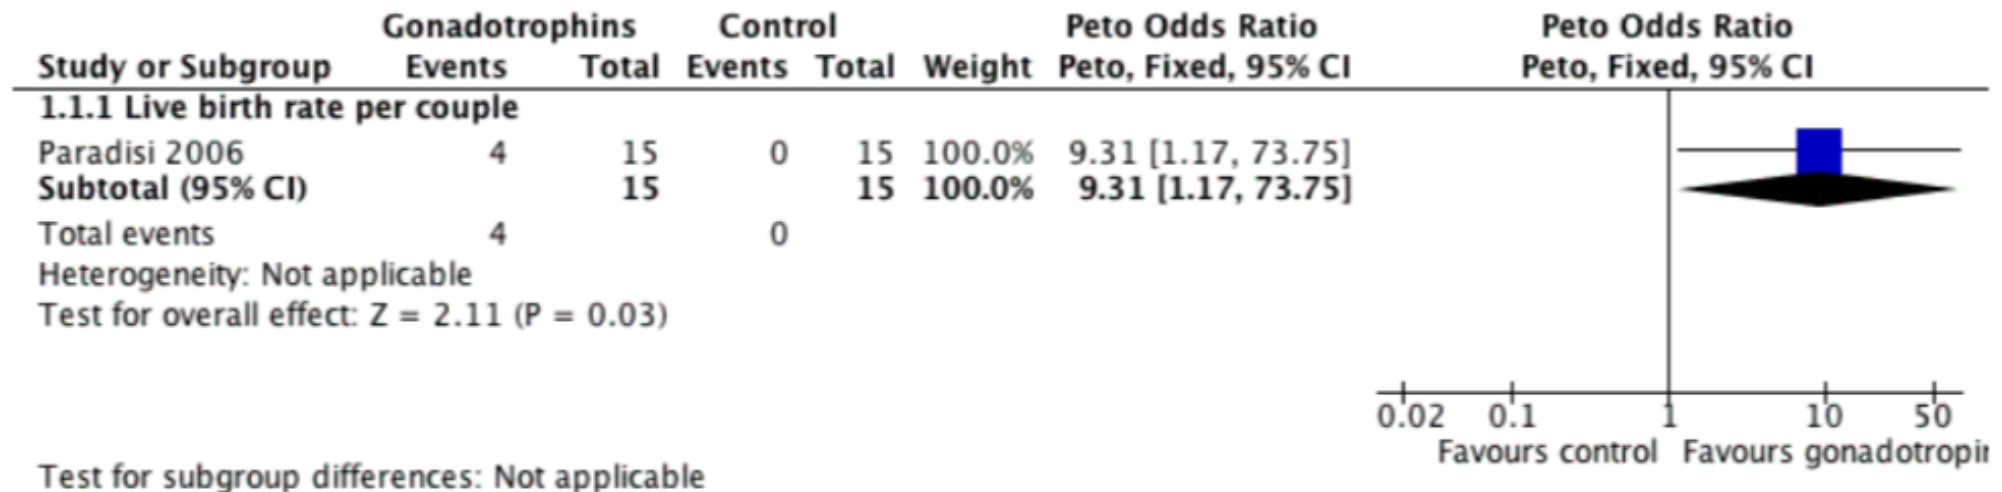 Gonadotrophins Control Peto Odds Ratio Peto Odds Ratio
Study or Subgroup Events Total Events Total Weight Peto, Fixed, 95% CI Peto, Fixed, 95% CI
1.1.1 Live birth rate per couple
Paradisi 2006 4 15 0 15 100.0% 9.31 [1.17, 73.75]
Subtotal (95% CI) 15 15 100.0% 9.31 [1.17, 73.75]
Total events 4 0
Heterogeneity: Not applicable
Test for overall effect: Z = 2.11 (P = 0.03)
0.02 0.1 1 10 50
Favours control Favours gonadotropin
Test for subgroup differences: Not applicable